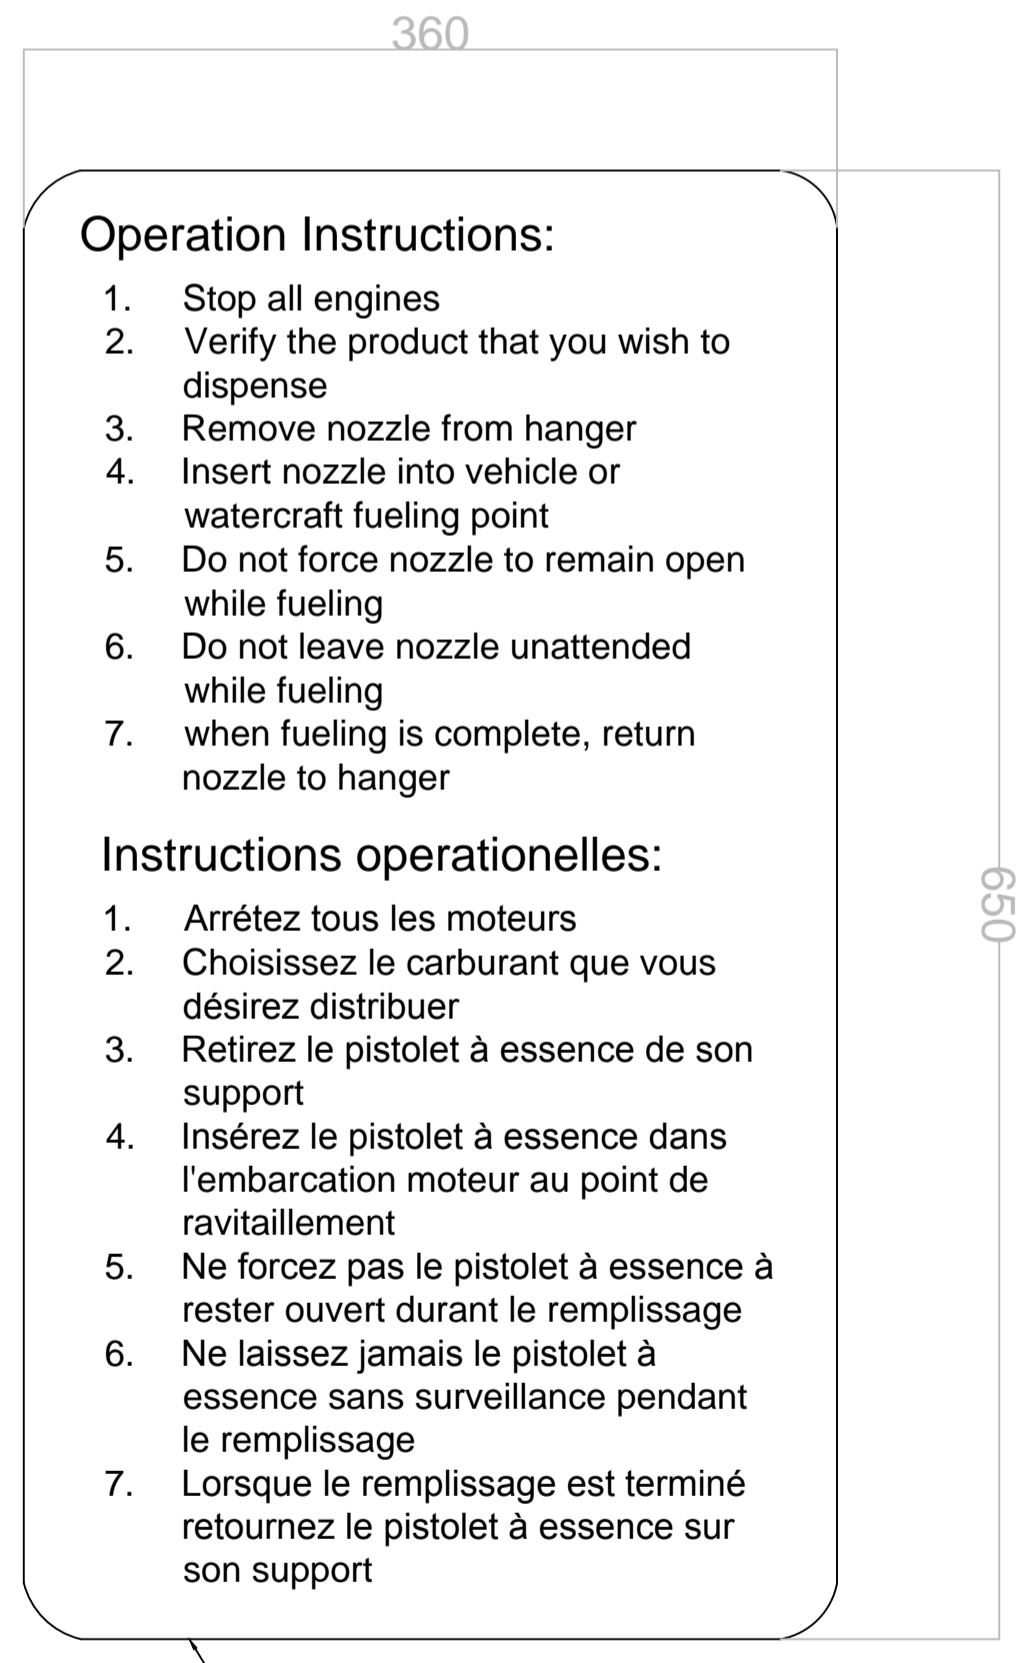 360
Operation Instructions:
1. Stop all engines
2. Verify the product that you wish to
dispense
3. Remove nozzle from hanger
4. Insert nozzle into vehicle or
watercraft fueling point
5. Do not force nozzle to remain open
while fueling
6. Do not leave nozzle unattended
while fueling
7. when fueling is complete, return
nozzle to hanger
Instructions operationelles:
1. Arrétez tous les moteurs
2. Choisissez le carburant que vous
désirez distribuer
3. Retirez le pistolet à essence de son
support
4. Insérez le pistolet à essence dans
l'embarcation moteur au point de
ravitaillement
5. Ne forcez pas le pistolet à essence à
rester ouvert durant le remplissage
6. Ne laissez jamais le pistolet à
essence sans surveillance pendant
le remplissage
7. Lorsque le remplissage est terminé
retournez le pistolet à essence sur
son support
650